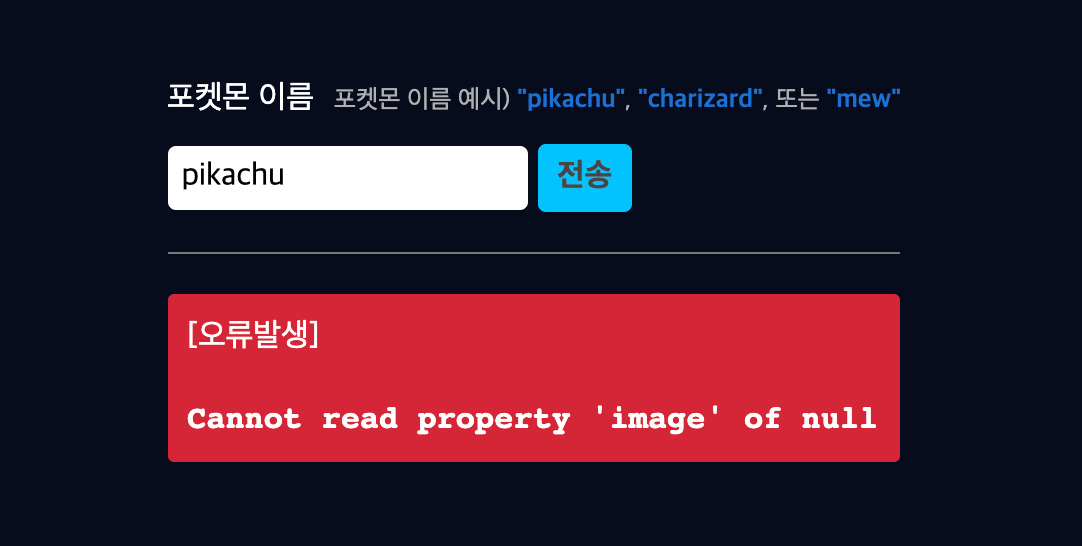 포켓몬 이름 포켓몬 이름 예시) "pikachu", "charizard", 또는 "mew"
pikachu 전송
[오류발생]
Cannot read property 'image' of null